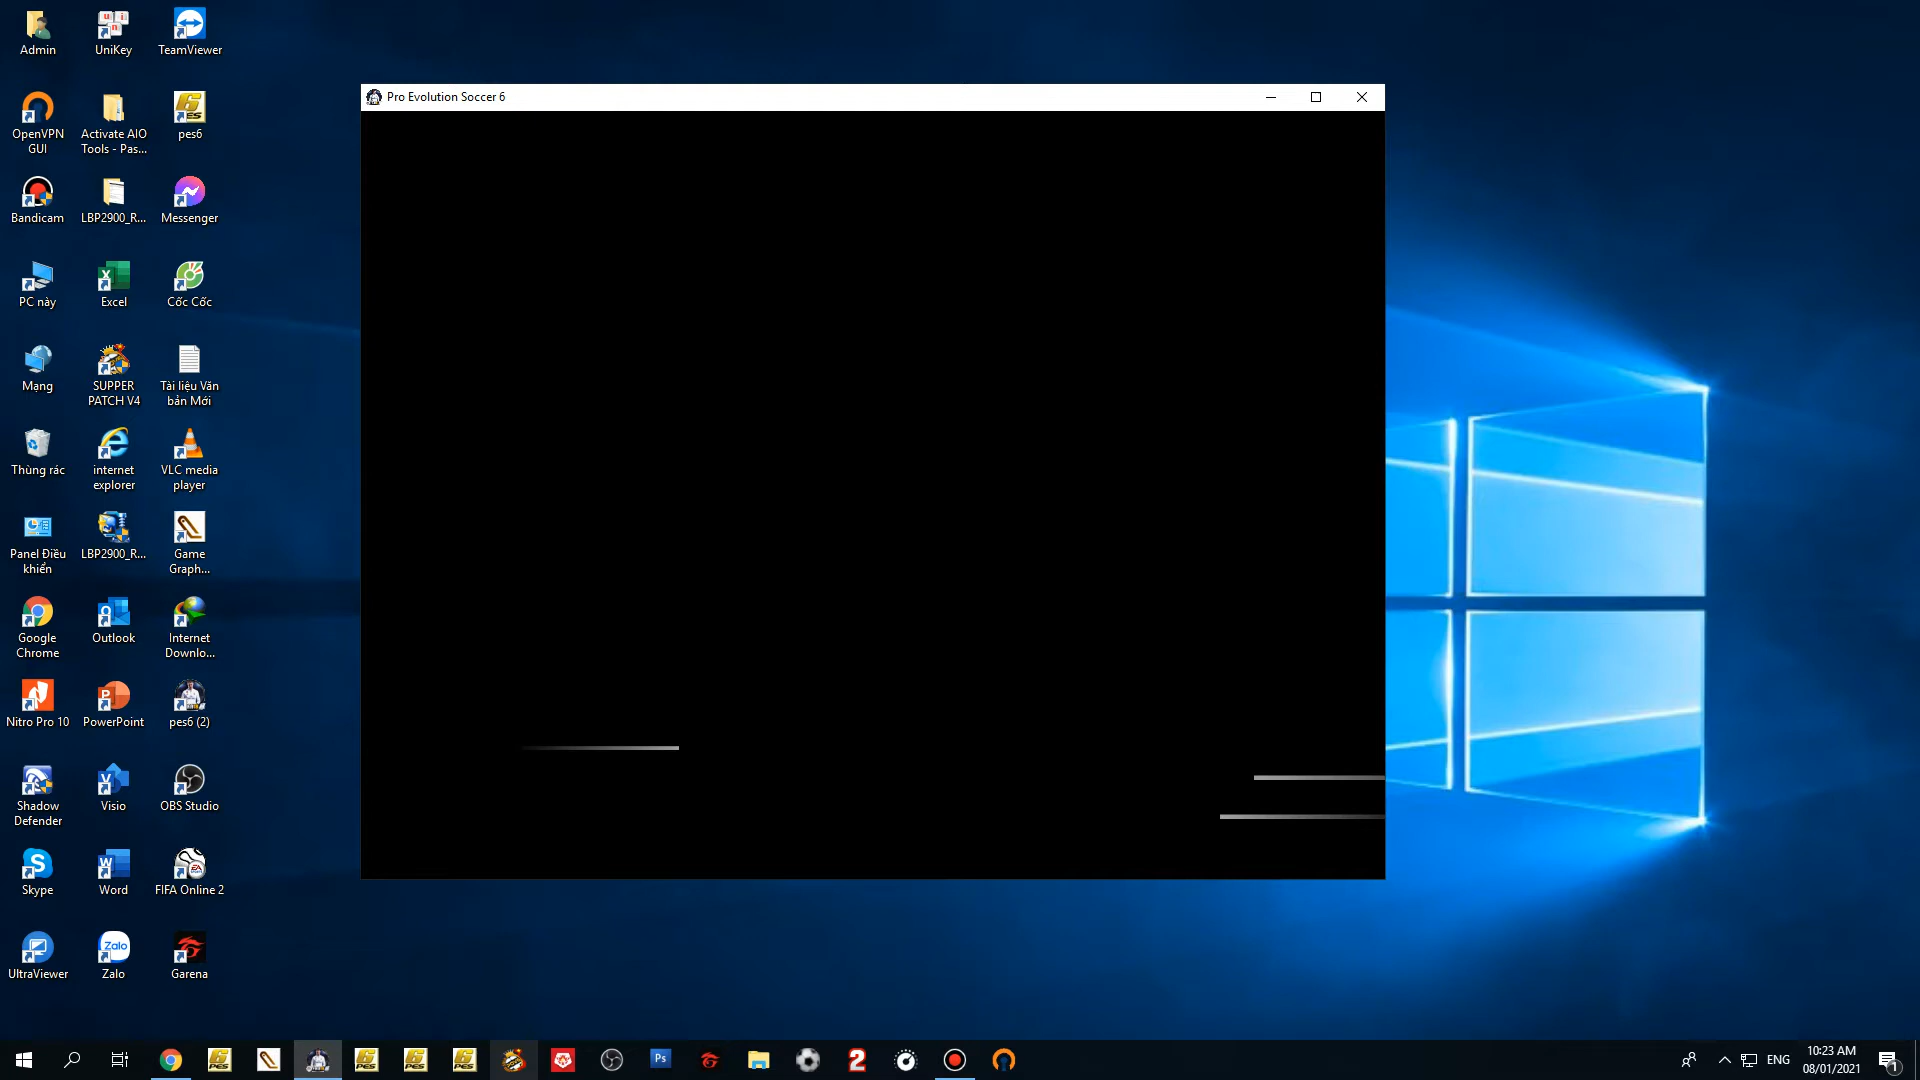 Admin
UniKey
TeamViewer
OpenVPN
GUI
Activate AIO
Tools - Pas...
pes6
Bandicam
LBP2900_R...
Messenger
PC này
Excel
Cốc Cốc
Mạng
SUPPER
PATCH V4
Tài liệu Văn
bản Mới
Thùng rác
internet
explorer
VLC media
player
Panel Điều
khiển
LBP2900_R...
Game
Graph...
Google
Chrome
Outlook
Internet
Downlo...
Nitro Pro 10
PowerPoint
pes6 (2)
Shadow
Defender
Visio
OBS Studio
Skype
Word
FIFA Online 2
UltraViewer
Zalo
Garena
Pro Evolution Soccer 6
ENG
10:23 AM
08/01/2021